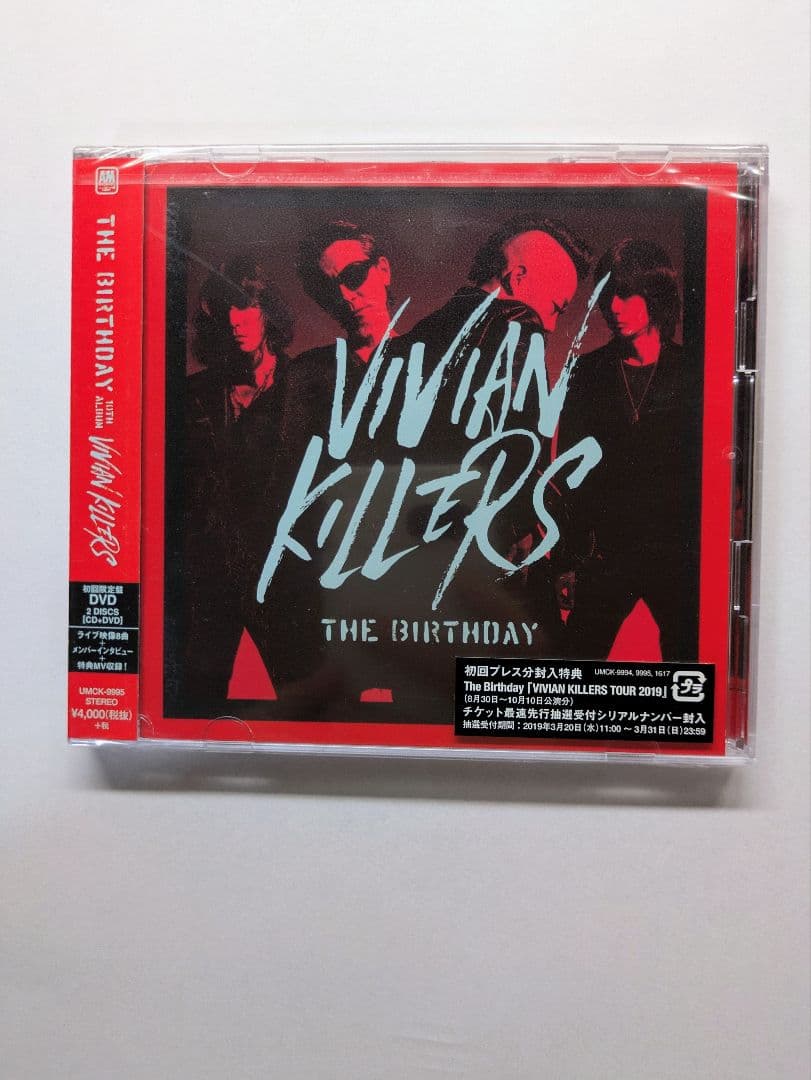 AM
THE BIRTHDAY
10TH
ALBUM
VIVIAN KILLERS
初回限定盤
DVD
2 DISCS
[CD+DVD]
ライブ映像8曲
+
メンバーインタビュー
+
特典MV収録!
UMCK-9995
STEREO
¥4,000(税抜)
+税
VIVIAN
KILLERS
THE BIRTHDAY
初回プレス分封入特典
UMCK-9994, 9995, 1617
The Birthday「VIVIAN KILLERS TOUR 2019」
(8月30日〜10月10日公演分)
チケット最速先行抽選受付シリアルナンバー封入
抽選受付期間:2019年3月20日(水)11:00 〜 3月31日(日)23:59
プラ